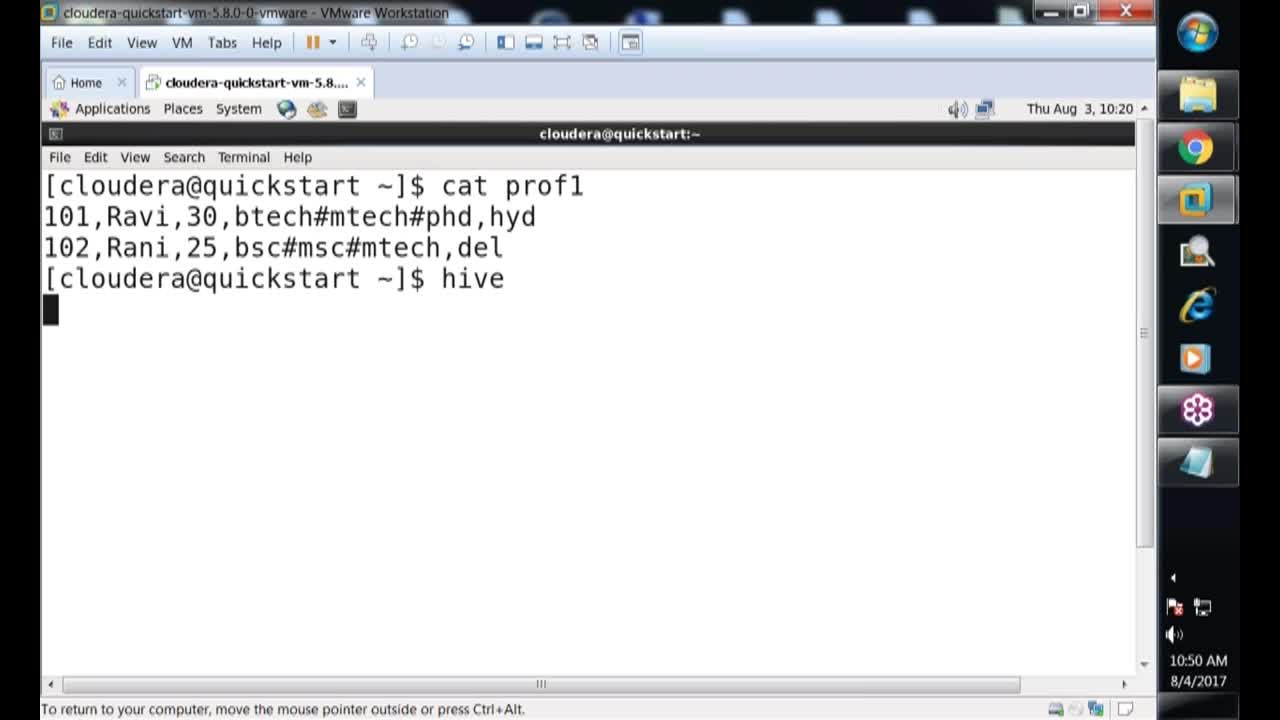 cloudera-quickstart-vm-5.8.0-0-vmware - VMware Workstation
File Edit View VM Tabs Help
Home cloudera-quickstart-vm-5.8....
Applications Places System Thu Aug 3, 10:20
cloudera@quickstart:~
File Edit View Search Terminal Help
[cloudera@quickstart ~]$ cat prof1
101,Ravi,30,btech#mtech#phd,hyd
102,Rani,25,bsc#msc#mtech,del
[cloudera@quickstart ~]$ hive
10:50 AM
8/4/2017
To return to your computer, move the mouse pointer outside or press Ctrl+Alt.